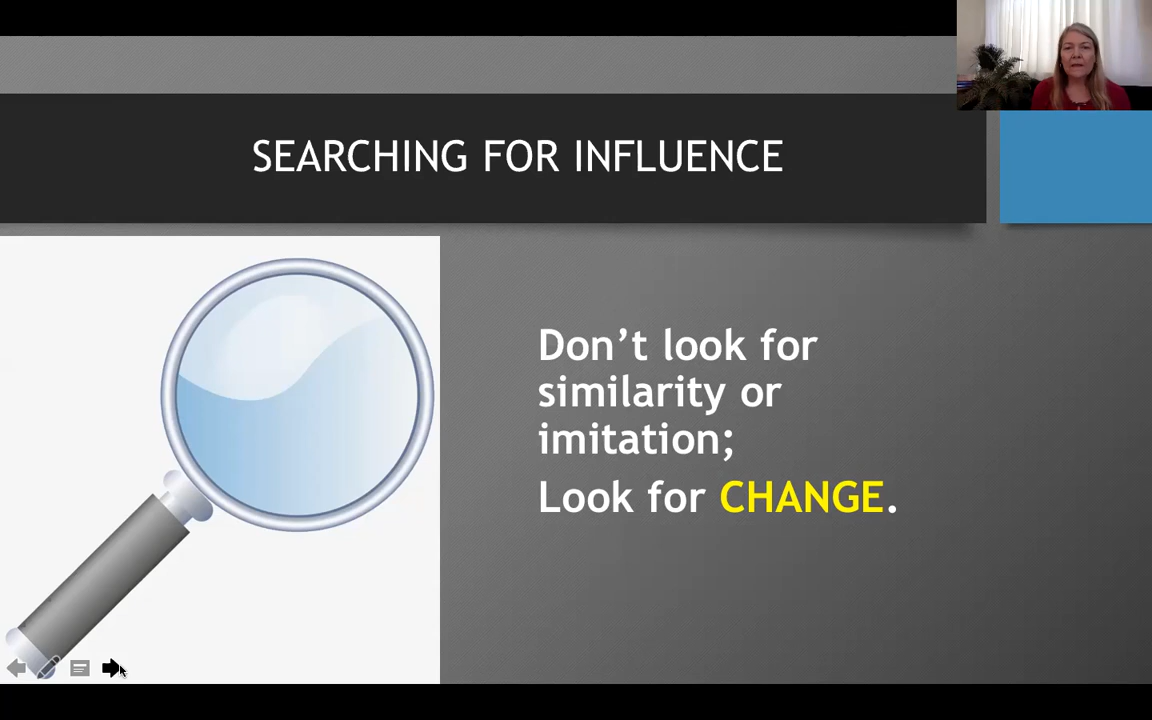 SEARCHING FOR INFLUENCE
Don’t look for
similarity or
imitation;
Look for CHANGE.